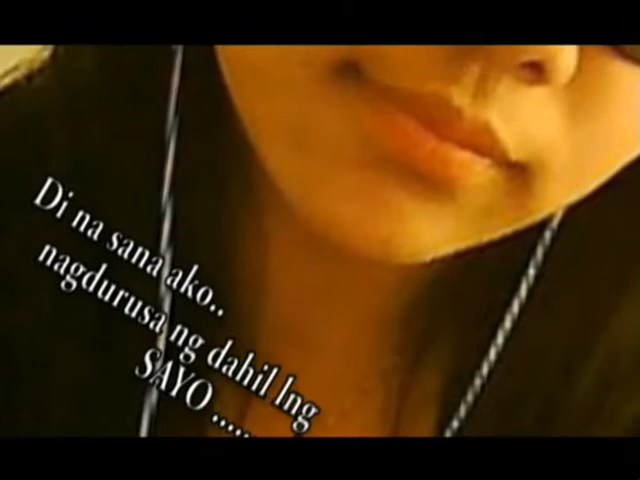 Di na sana ako..
nagdurusa ng dahil lng
SAYO ......